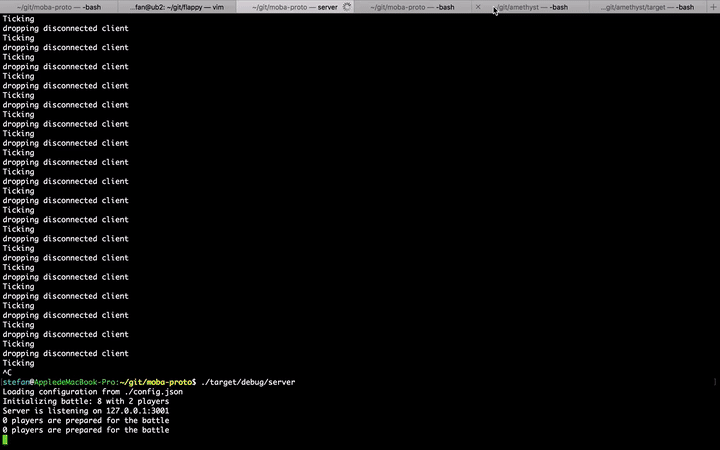 ~/git/moba-proto — -bash
...fan@ub2: ~/git/flappy — vim
~/git/moba-proto — server
~/git/moba-proto — -bash
/git/amethyst — -bash
...git/amethyst/target — -bash
Ticking
dropping disconnected client
Ticking
dropping disconnected client
Ticking
dropping disconnected client
Ticking
dropping disconnected client
Ticking
dropping disconnected client
Ticking
dropping disconnected client
Ticking
dropping disconnected client
Ticking
dropping disconnected client
Ticking
dropping disconnected client
Ticking
dropping disconnected client
Ticking
dropping disconnected client
Ticking
dropping disconnected client
Ticking
dropping disconnected client
Ticking
dropping disconnected client
Ticking
dropping disconnected client
Ticking
dropping disconnected client
Ticking
dropping disconnected client
Ticking
dropping disconnected client
Ticking
^C
stefan@AppledeMacBook-Pro:~/git/moba-proto$ ./target/debug/server
Loading configuration from ./config.json
Initializing battle: 8 with 2 players
Server is listening on 127.0.0.1:3001
0 players are prepared for the battle
0 players are prepared for the battle